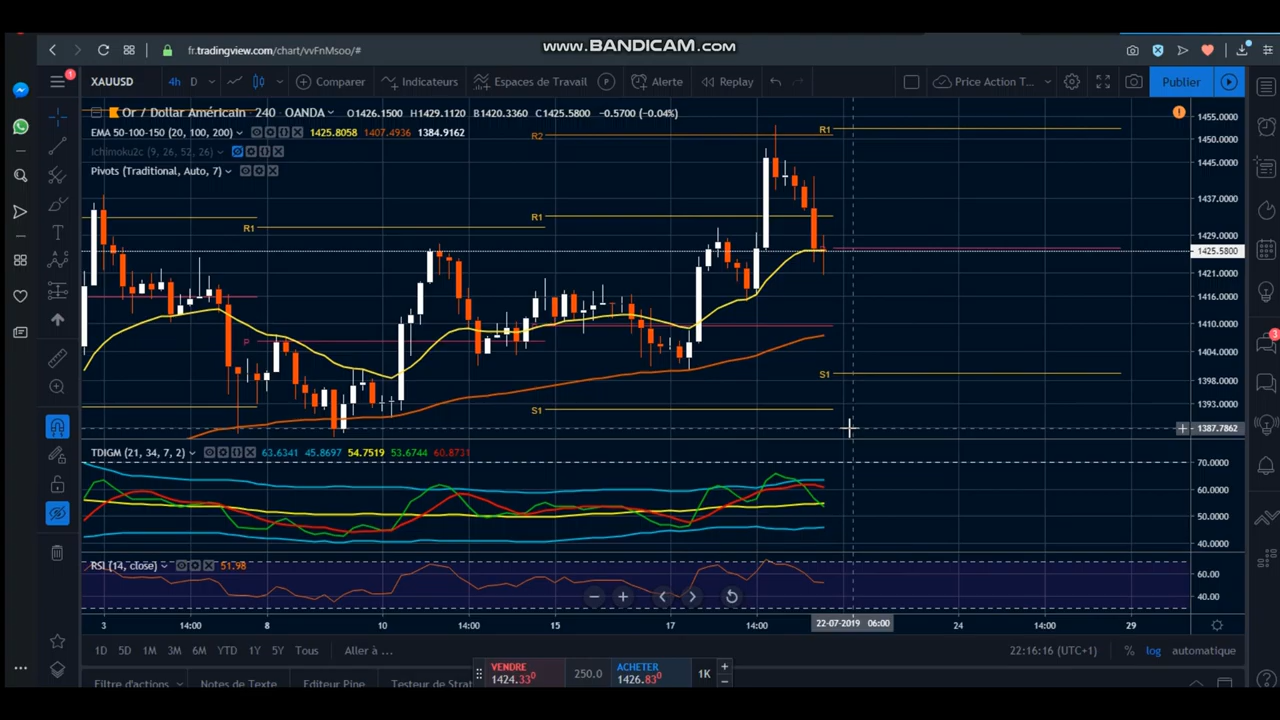 www.BANDICAM.com
fr.tradingview.com/chart/vvFnMsoo/#
1
XAUUSD 4h D Comparer Indicateurs Espaces de Travail P Alerte Replay Price Action T... Publier
Or / Dollar Américain 240 OANDA O1426.1500 H1429.1120 B1420.3360 C1425.5800 -0.5700 (-0.04%)
EMA 50-100-150 (20, 100, 200) 1425.8058 1407.4936 1384.9162
Ichimoku2c (9, 26, 52, 26)
Pivots (Traditional, Auto, 7)
R2
R1
R1
R1
P
S1
S1
1455.0000
1450.0000
1445.0000
1437.0000
1429.0000
1425.5800
1421.0000
1416.0000
1410.0000
1404.0000
1398.0000
1393.0000
1387.7862
3
TDIGM (21, 34, 7, 2) 63.6341 45.8697 54.7519 53.6744 60.8731
70.0000
60.0000
50.0000
40.0000
RSI (14, close) 51.98
60.00
40.00
3 14:00 8 10 14:00 15 17 14:00 22-07-2019 06:00 24 14:00 29
1D 5D 1M 3M 6M YTD 1Y 5Y Tous Aller à ... 22:16:16 (UTC+1) % log automatique
VENDRE 1424.330 250.0 ACHETER 1426.830 1K
Filtre d'actions Notes de Texte Editeur Pine Testeur de Strat